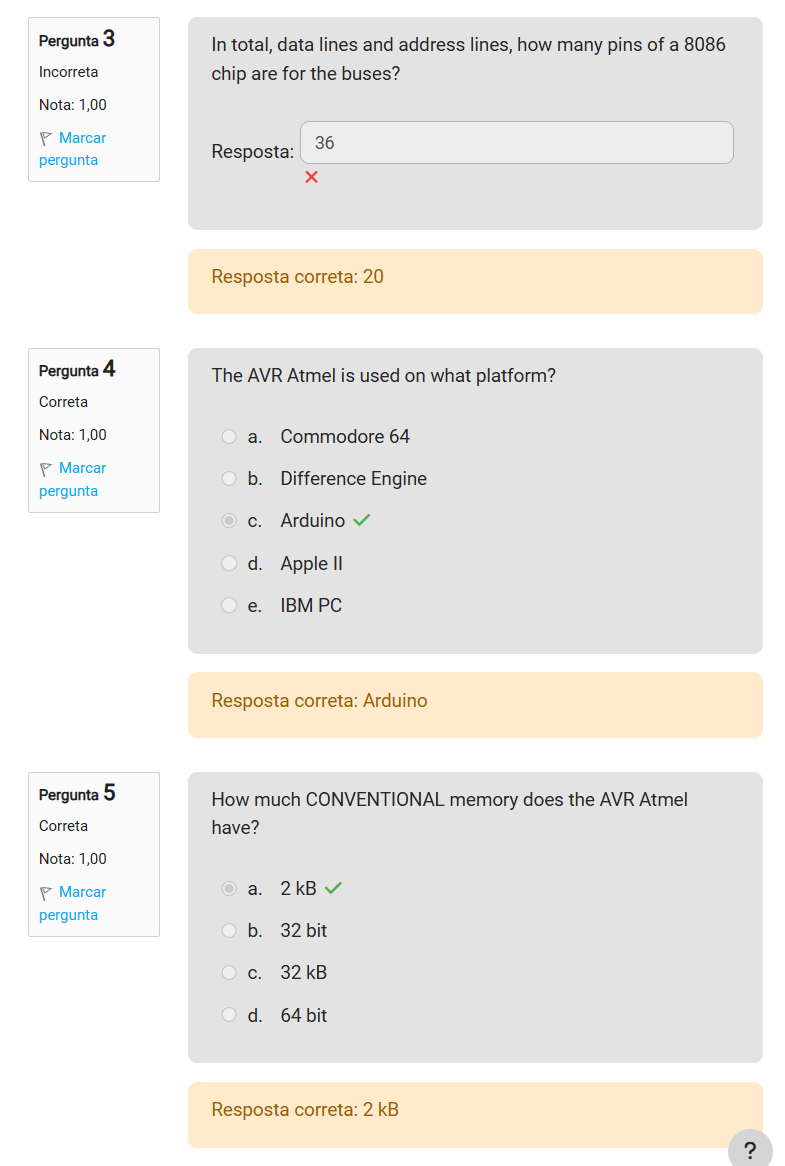 Pergunta 3
Incorreta
Nota: 1,00
Marcar
pergunta
In total, data lines and address lines, how many pins of a 8086
chip are for the buses?
Resposta: 36
Resposta correta: 20
Pergunta 4
Correta
Nota: 1,00
Marcar
pergunta
The AVR Atmel is used on what platform?
a. Commodore 64
b. Difference Engine
c. Arduino
d. Apple II
e. IBM PC
Resposta correta: Arduino
Pergunta 5
Correta
Nota: 1,00
Marcar
pergunta
How much CONVENTIONAL memory does the AVR Atmel
have?
a. 2 kB
b. 32 bit
c. 32 kB
d. 64 bit
Resposta correta: 2 kB
?